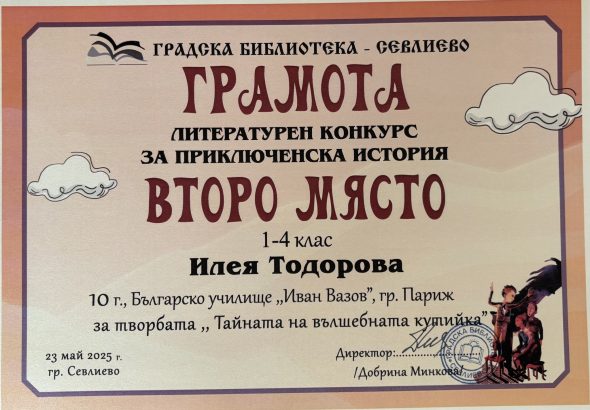 ГРАДСКА БИБЛИОТЕКА - СЕВЛИЕВО
ГРАМОТА
ЛИТЕРАТУРЕН КОНКУРС
ЗА ПРИКЛЮЧЕНСКА ИСТОРИЯ
ВТОРО МЯСТО
1-4 клас
Илея Тодорова
10 г., Българско училище ,,Иван Вазов”, гр. Париж
за творбата ,, Тайната на вълшебната кутийка”
23 май 2025 г.
гр. Севлиево
Директор:........................
/Добрина Минкова/